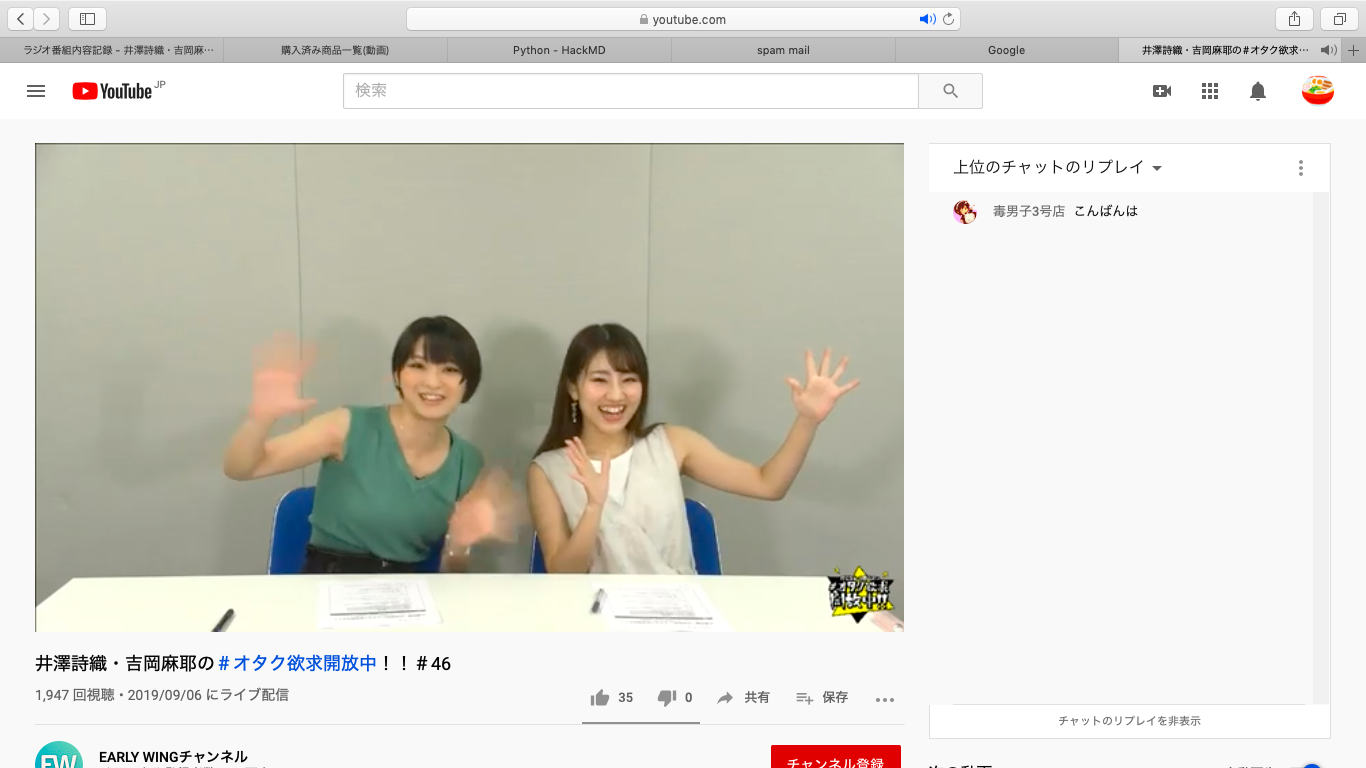 youtube.com
ラジオ番組内容記録 - 井澤詩織・吉岡麻…
購入済み商品一覧(動画)
Python - HackMD
spam mail
Google
井澤詩織・吉岡麻耶の#オタク欲求…
YouTube JP
検索
上位のチャットのリプレイ
毒男子3号店 こんばんは
井澤詩織・吉岡麻耶の#オタク欲求開放中！！#46
1,947 回視聴・2019/09/06 にライブ配信
35
0
共有
保存
チャットのリプレイを非表示
EW
EARLY WINGチャンネル
チャンネル登録